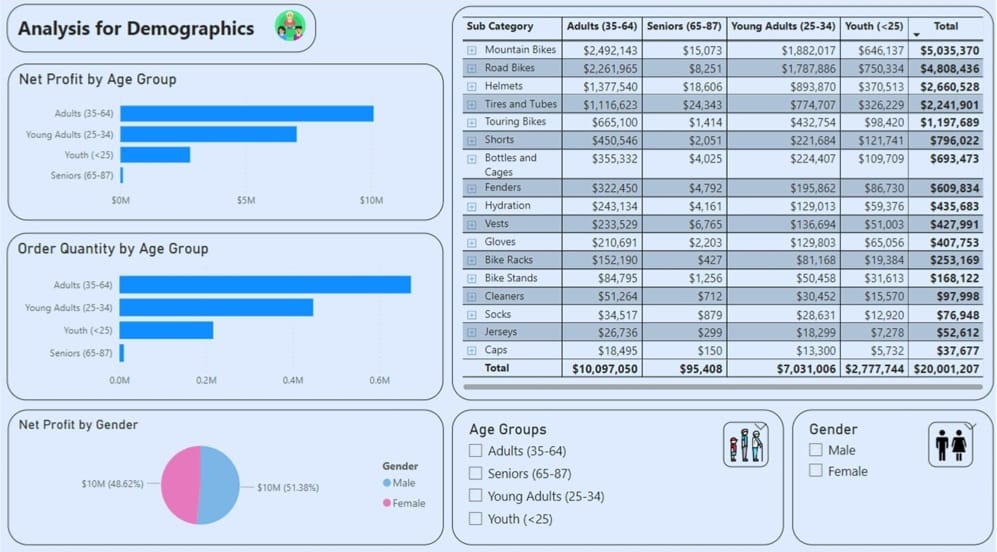 Analysis for Demographics
Net Profit by Age Group
Adults (35-64)
Young Adults (25-34)
Youth (<25)
Seniors (65-87)
$0M $5M $10M
Order Quantity by Age Group
Adults (35-64)
Young Adults (25-34)
Youth (<25)
Seniors (65-87)
0.0M 0.2M 0.4M 0.6M
Net Profit by Gender
$10M (48.62%)
$10M (51.38%)
Gender
Male
Female
Sub Category Adults (35-64) Seniors (65-87) Young Adults (25-34) Youth (<25) Total
Mountain Bikes $2,492,143 $15,073 $1,882,017 $646,137 $5,035,370
Road Bikes $2,261,965 $8,251 $1,787,886 $750,334 $4,808,436
Helmets $1,377,540 $18,606 $893,870 $370,513 $2,660,528
Tires and Tubes $1,116,623 $24,343 $774,707 $326,229 $2,241,901
Touring Bikes $665,100 $1,414 $432,754 $98,420 $1,197,689
Shorts $450,546 $2,051 $221,684 $121,741 $796,022
Bottles and $355,332 $4,025 $224,407 $109,709 $693,473
Cages
Fenders $322,450 $4,792 $195,862 $86,730 $609,834
Hydration $243,134 $4,161 $129,013 $59,376 $435,683
Vests $233,529 $6,765 $136,694 $51,003 $427,991
Gloves $210,691 $2,203 $129,803 $65,056 $407,753
Bike Racks $152,190 $427 $81,168 $19,384 $253,169
Bike Stands $84,795 $1,256 $50,458 $31,613 $168,122
Cleaners $51,264 $712 $30,452 $15,570 $97,998
Socks $34,517 $879 $28,631 $12,920 $76,948
Jerseys $26,736 $299 $18,299 $7,278 $52,612
Caps $18,495 $150 $13,300 $5,732 $37,677
Total $10,097,050 $95,408 $7,031,006 $2,777,744 $20,001,207
Age Groups
Adults (35-64)
Seniors (65-87)
Young Adults (25-34)
Youth (<25)
Gender
Male
Female